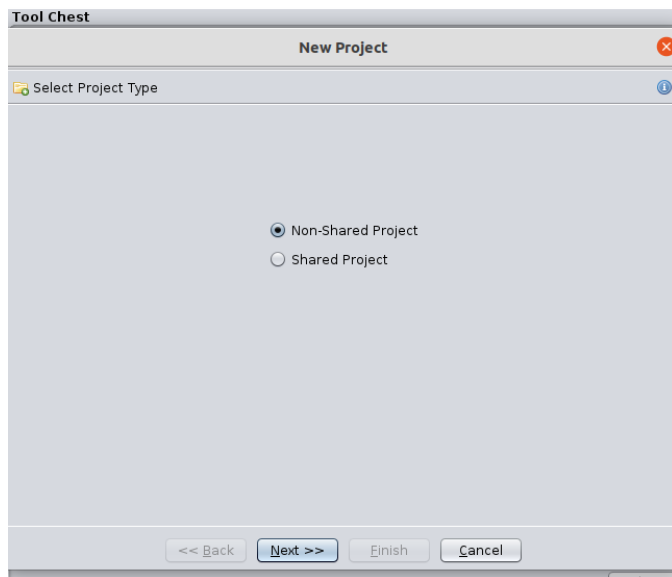 Tool Chest
New Project
Select Project Type
Non-Shared Project
Shared Project
<< Back Next >> Finish Cancel